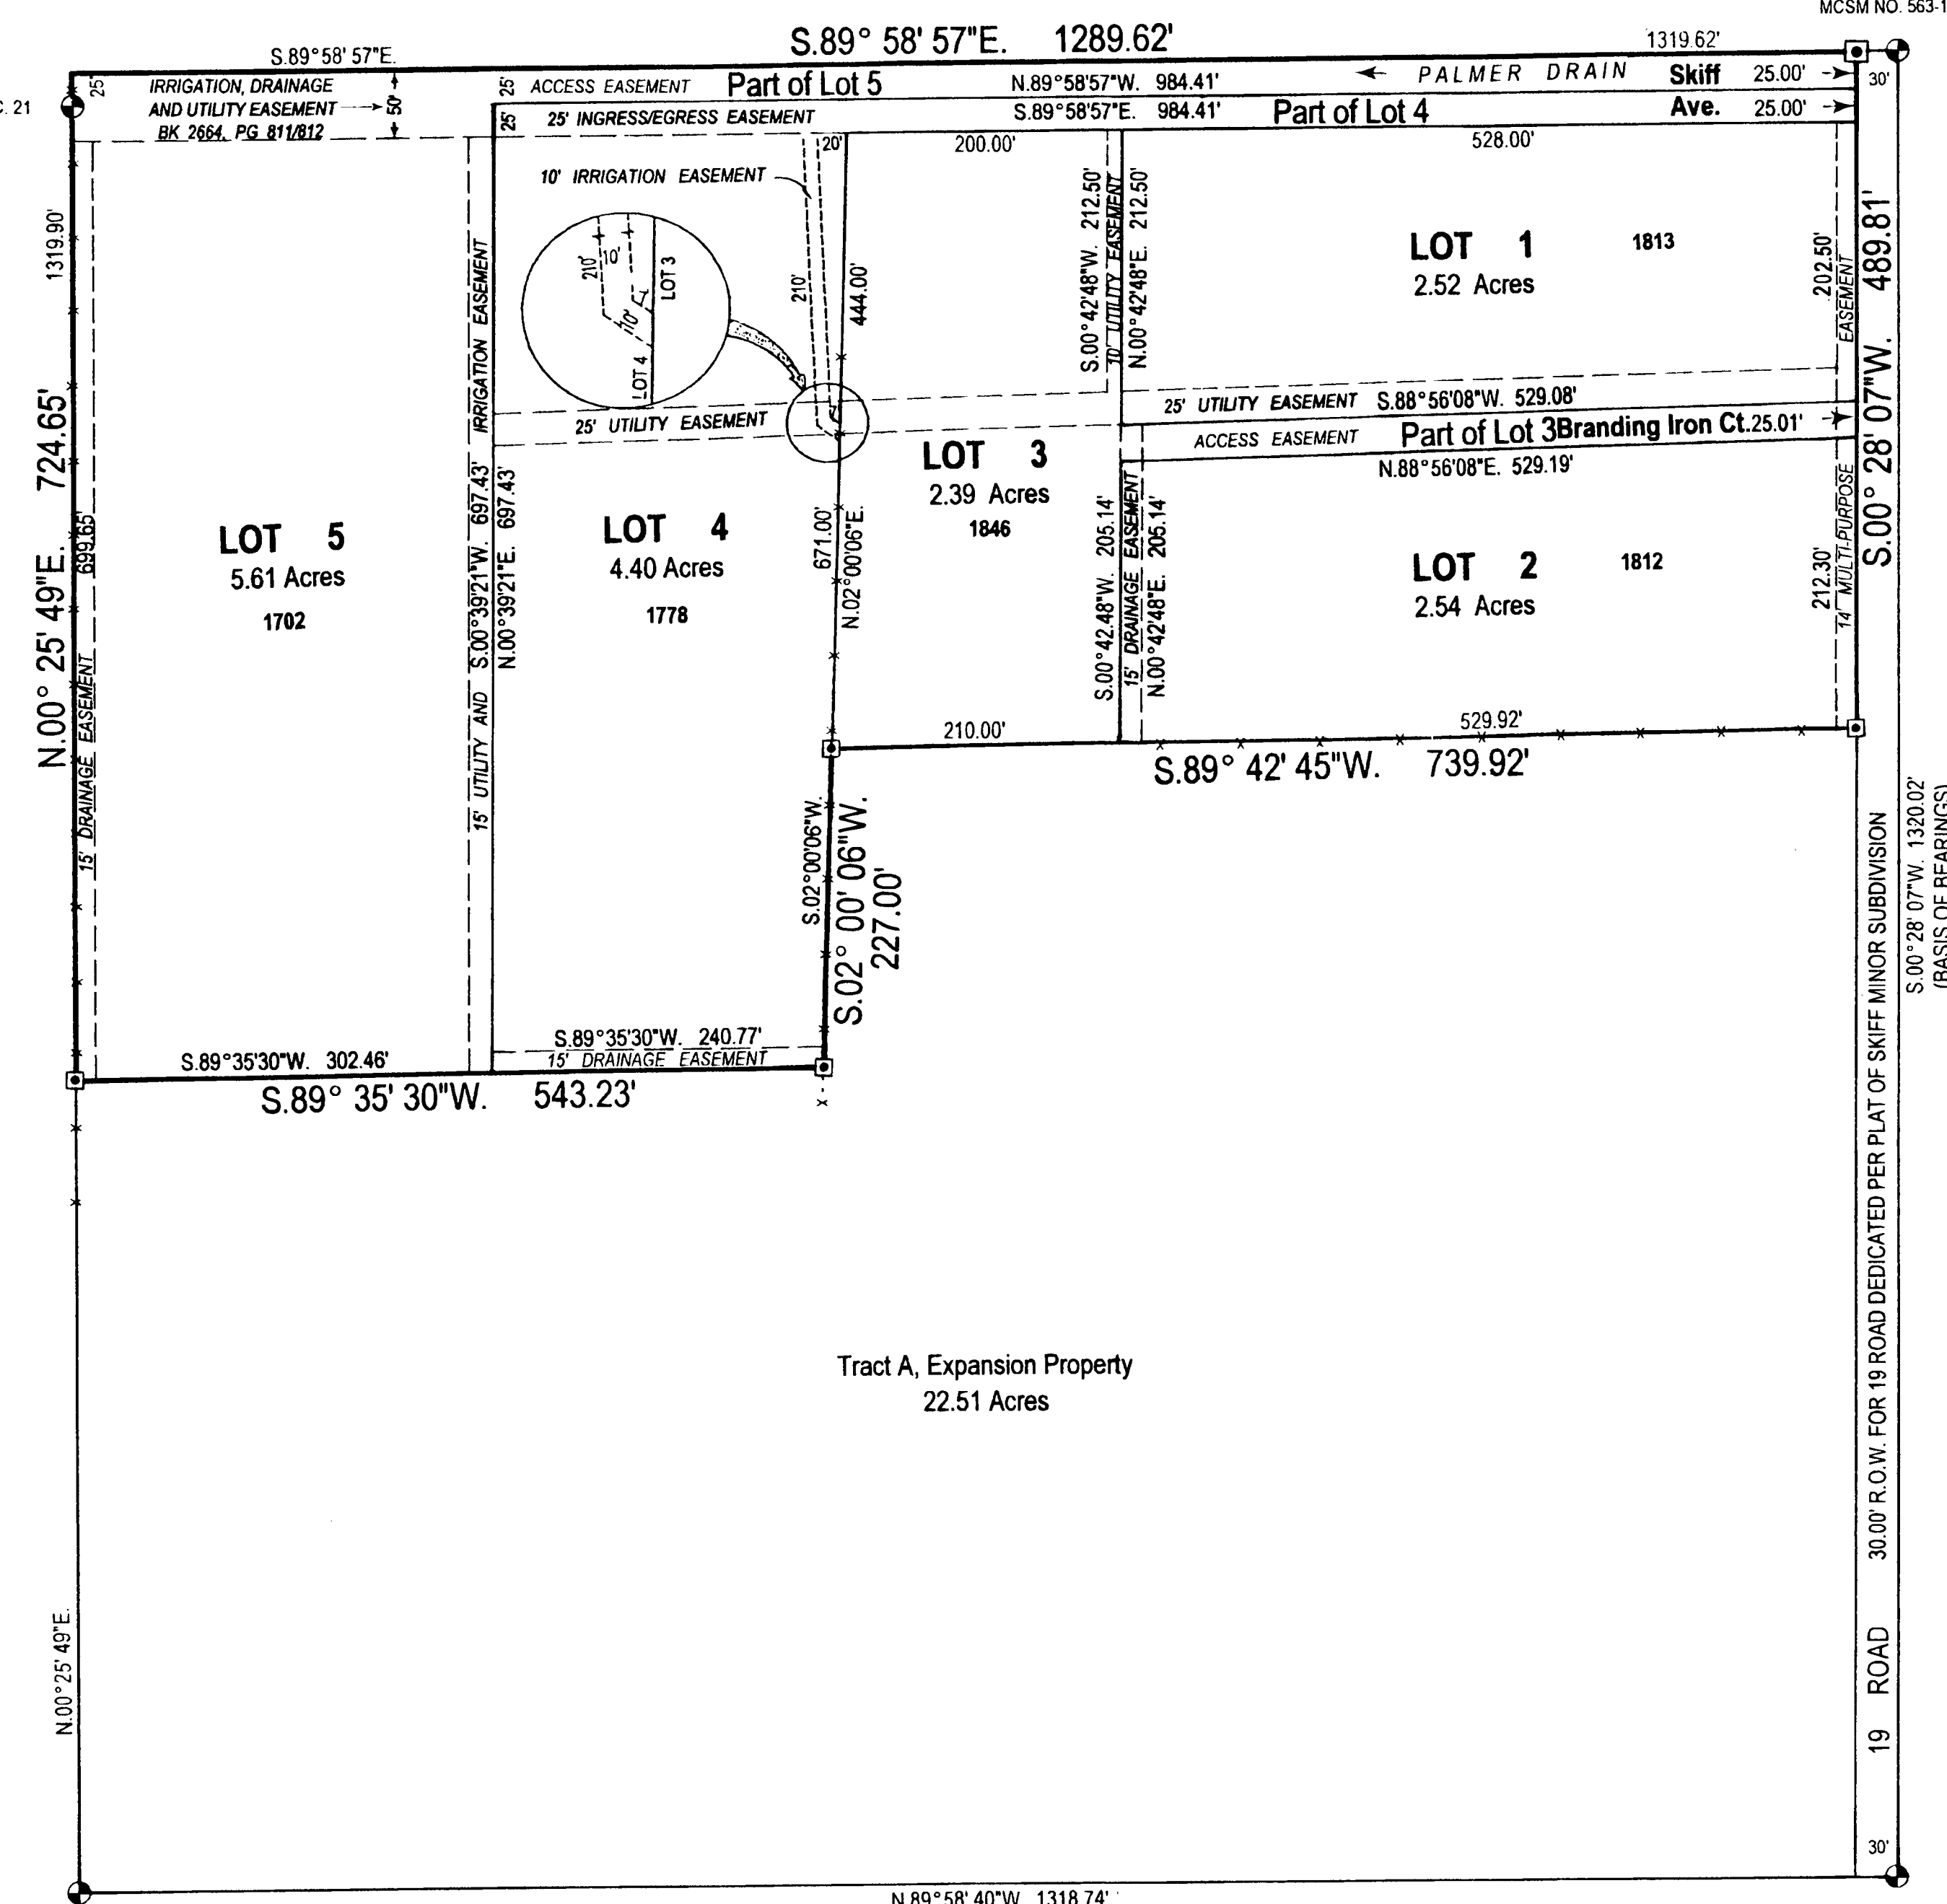 MCSM NO. 563-1
S.89° 58' 57"E. 1289.62'
S.89°58' 57"E.
1319.62'
C. 21
25'
IRRIGATION, DRAINAGE
AND UTILITY EASEMENT
BK 2664, PG 811/812
50'
25'
ACCESS EASEMENT
Part of Lot 5
N.89°58'57"W. 984.41'
PALMER DRAIN
Skiff
25.00'
30'
25'
25' INGRESS/EGRESS EASEMENT
S.89°58'57"E. 984.41'
Part of Lot 4
Ave.
25.00'
20'
200.00'
528.00'
10' IRRIGATION EASEMENT
1319.90'
210'
10'
10'
LOT 3
LOT 4
210'
444.00'
S.00°42'48"W. 212.50'
10' UTILITY EASEMENT
N.00°42'48"E. 212.50'
LOT 1
1813
2.52 Acres
202.50'
EASEMENT
S.00° 28' 07"W. 489.81'
25' UTILITY EASEMENT
25' UTILITY EASEMENT S.88°56'08"W. 529.08'
ACCESS EASEMENT
Part of Lot 3
Branding Iron Ct.
25.01'
N.88°56'08"E. 529.19'
N.00° 25' 49"E. 724.65'
699.65'
15' DRAINAGE EASEMENT
LOT 5
5.61 Acres
1702
15' UTILITY AND IRRIGATION EASEMENT
S.00°39'21"W. 697.43'
N.00°39'21"E. 697.43'
LOT 4
4.40 Acres
1778
671.00'
N.02°00'06"E.
LOT 3
2.39 Acres
1846
S.00°42.48"W. 205.14'
15' DRAINAGE EASEMENT
N.00°42'48"E. 205.14'
LOT 2
1812
2.54 Acres
212.30'
14' MULTI-PURPOSE
210.00'
529.92'
S.89° 42' 45"W. 739.92'
S.02°00'06"W.
S.02° 00' 06"W.
227.00'
S.89°35'30"W. 240.77'
15' DRAINAGE EASEMENT
S.89°35'30"W. 302.46'
S.89° 35' 30"W. 543.23'
S.00°28' 07"W. 1320.02'
(BASIS OF BEARINGS)
19 ROAD 30.00' R.O.W. FOR 19 ROAD DEDICATED PER PLAT OF SKIFF MINOR SUBDIVISION
Tract A, Expansion Property
22.51 Acres
N.00°25' 49"E.
30'
N.89°58' 40"W. 1318.74'